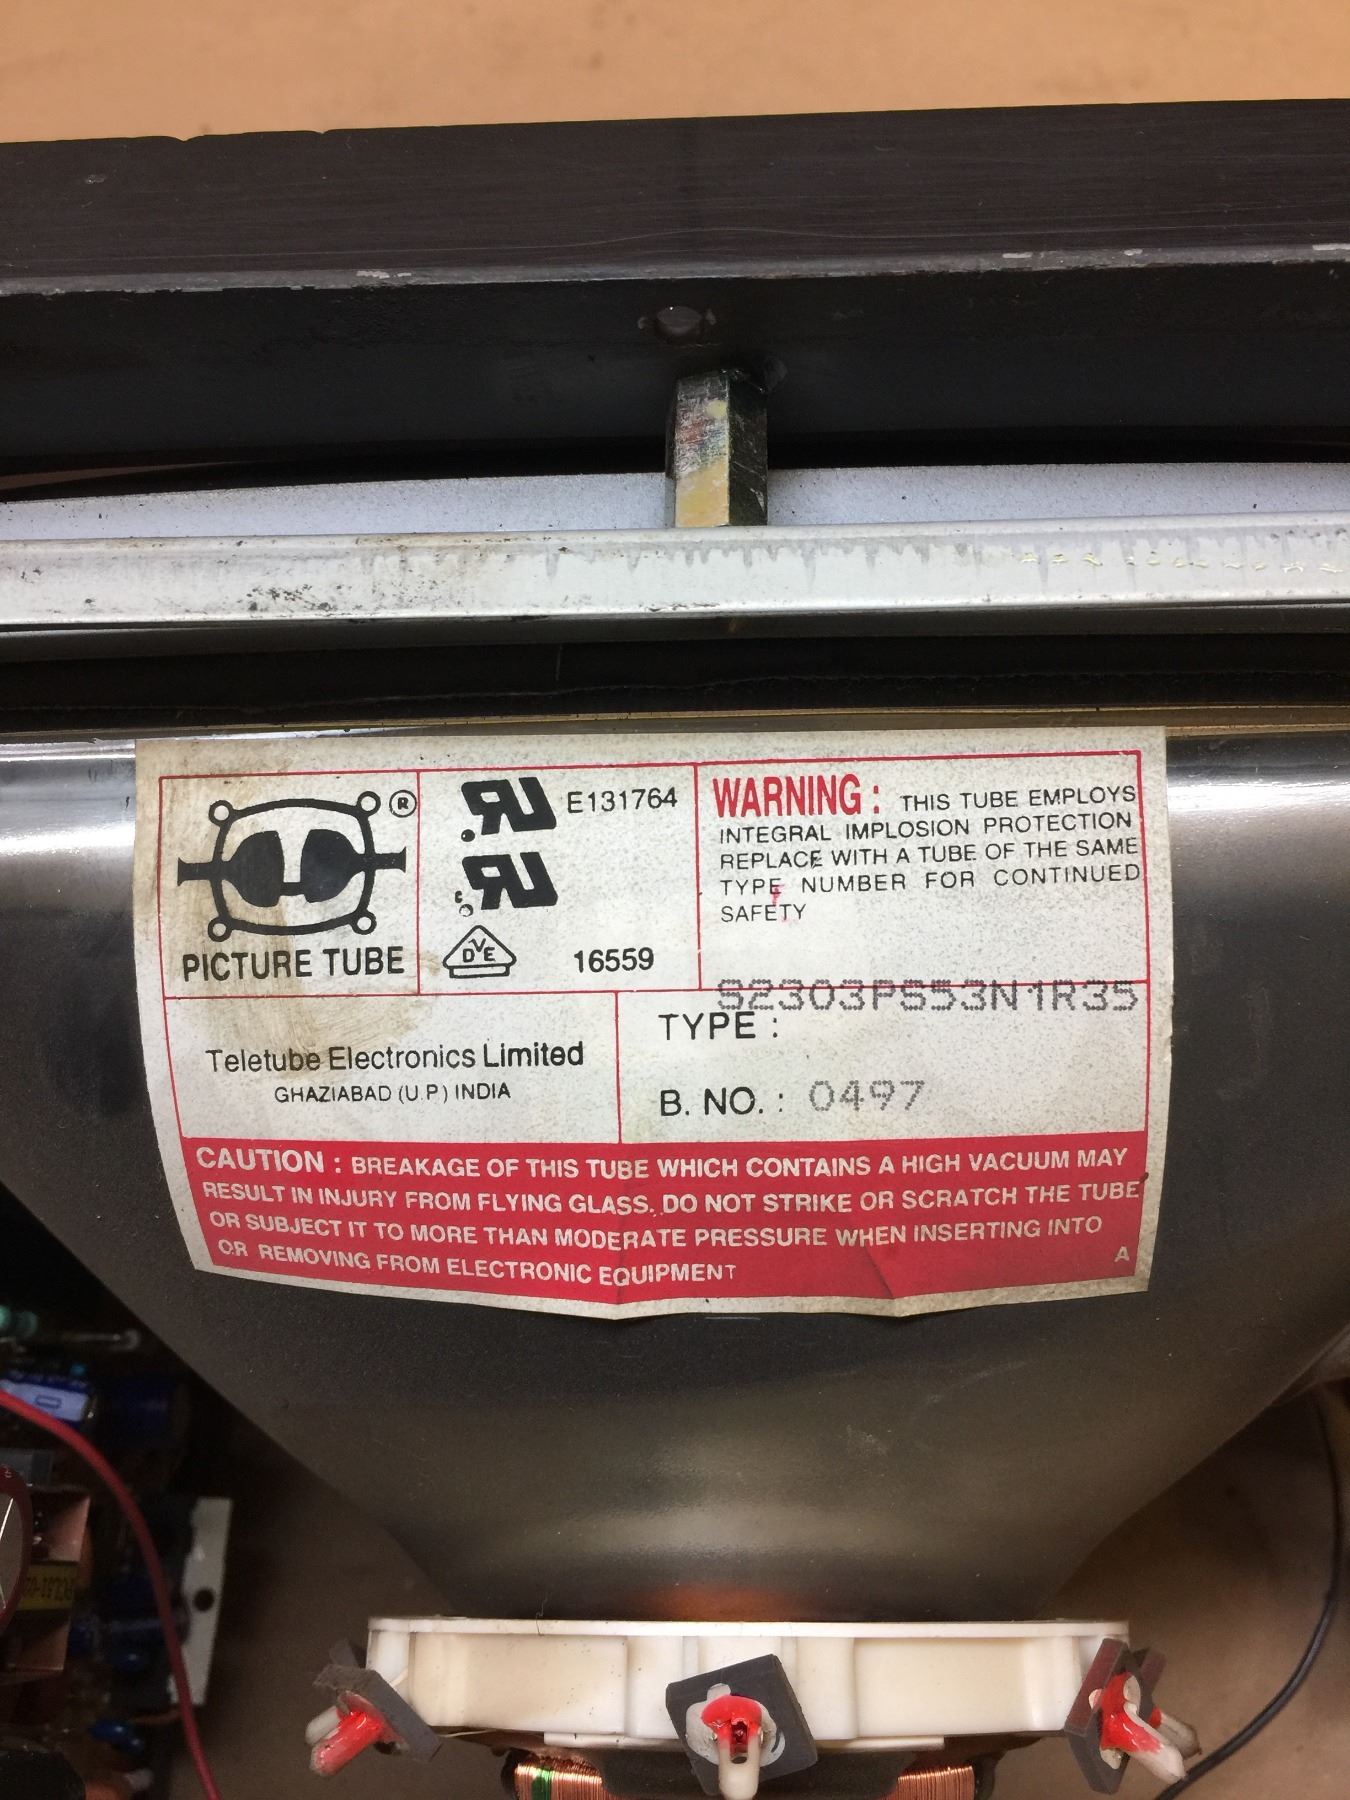 ®
PICTURE TUBE
E131764
DVE
16559
WARNING : THIS TUBE EMPLOYS
INTEGRAL IMPLOSION PROTECTION
REPLACE WITH A TUBE OF THE SAME
TYPE NUMBER FOR CONTINUED
SAFETY
Teletube Electronics Limited
GHAZIABAD (U.P) INDIA
S2303PS53N1R35
TYPE :
B. NO. : 0497
CAUTION : BREAKAGE OF THIS TUBE WHICH CONTAINS A HIGH VACUUM MAY
RESULT IN INJURY FROM FLYING GLASS. DO NOT STRIKE OR SCRATCH THE TUBE
OR SUBJECT IT TO MORE THAN MODERATE PRESSURE WHEN INSERTING INTO
OR REMOVING FROM ELECTRONIC EQUIPMENT
A